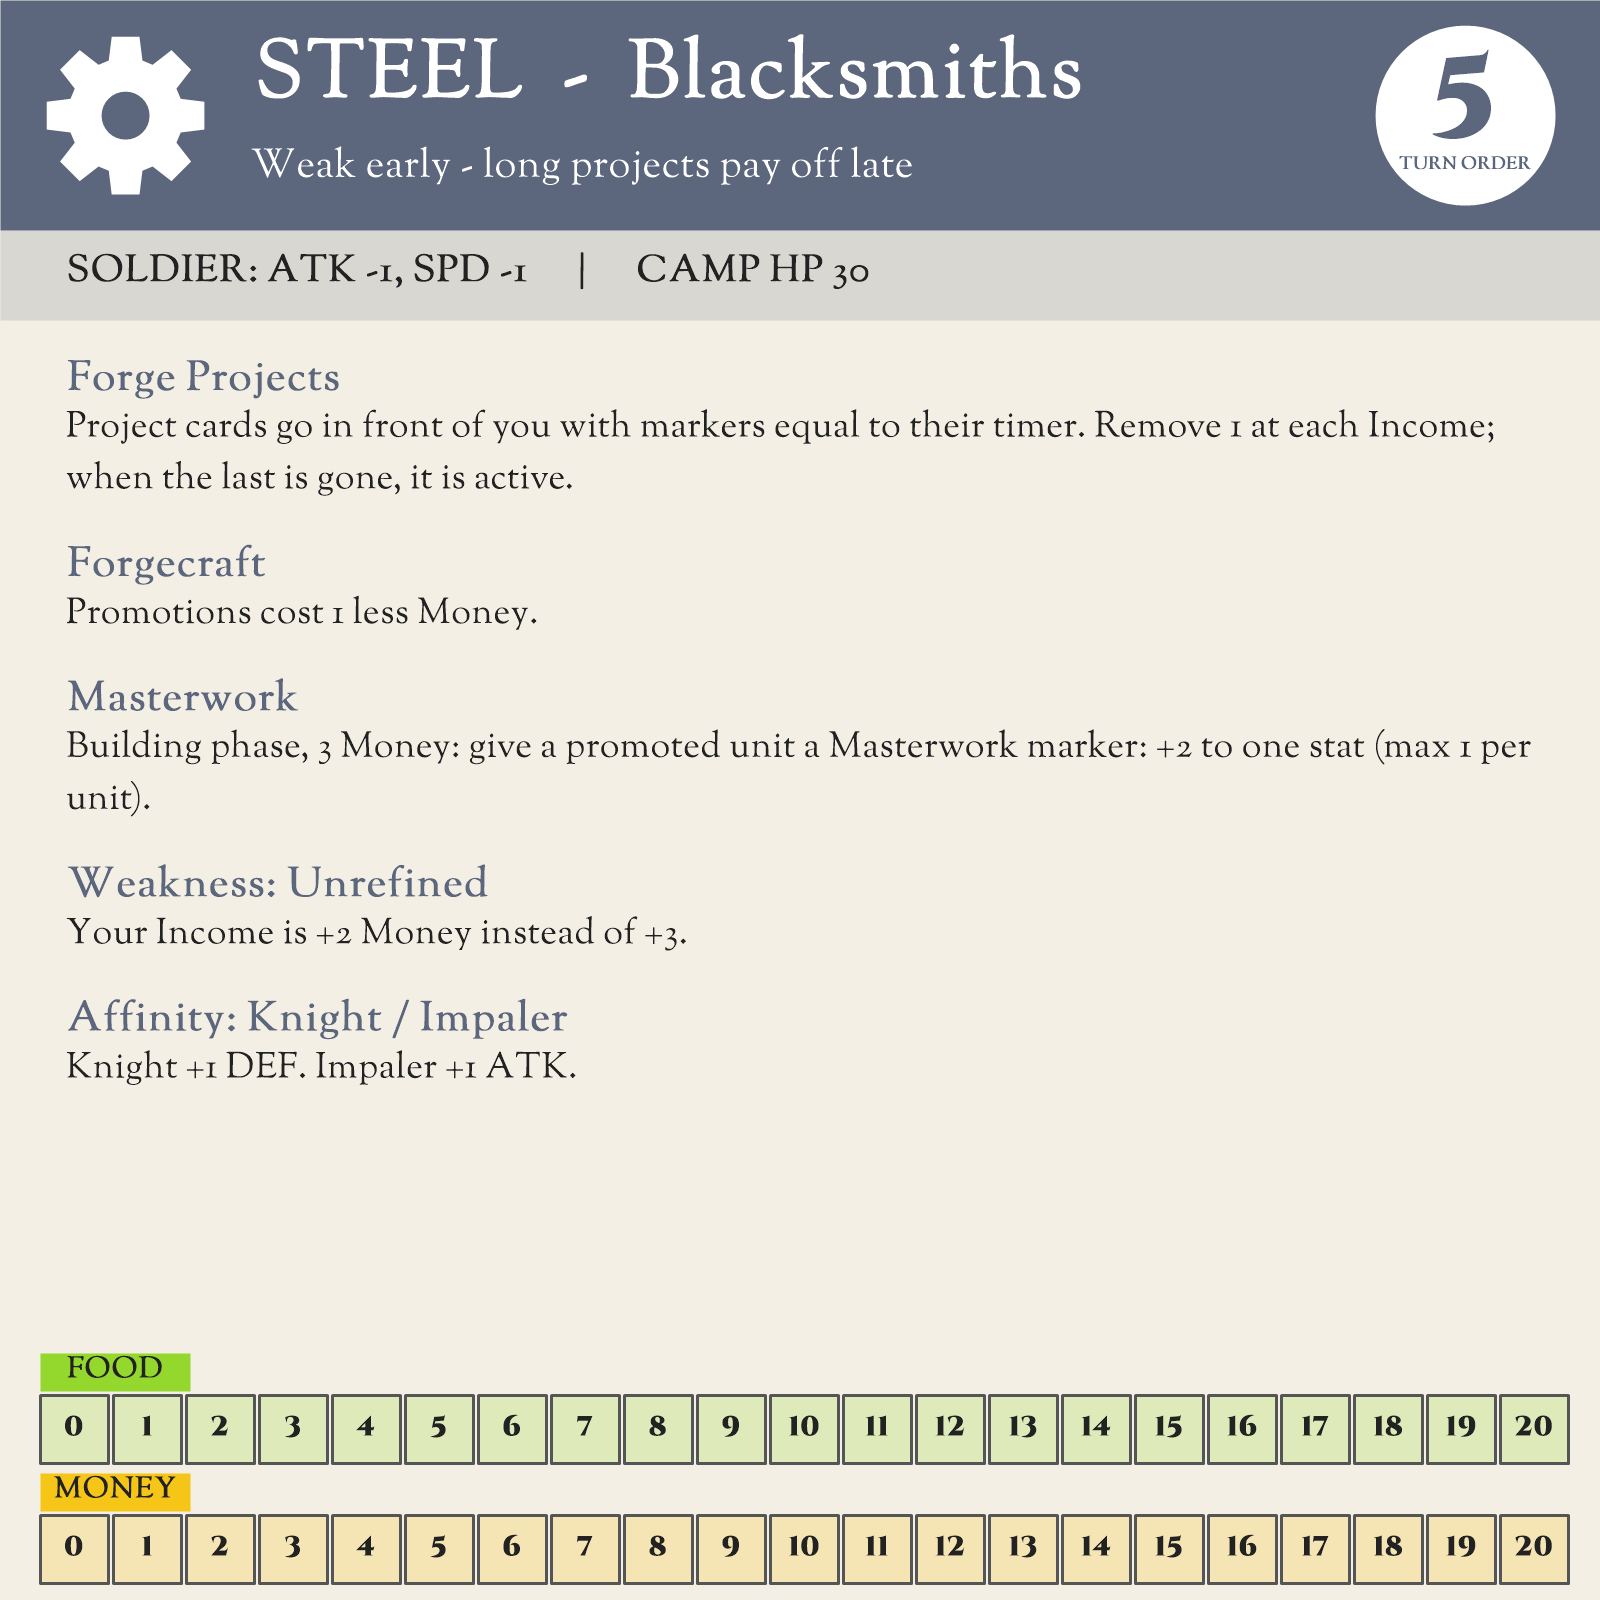 STEEL - Blacksmiths
Weak early - long projects pay off late
5
TURN ORDER
SOLDIER: ATK -1, SPD -1 | CAMP HP 30
Forge Projects
Project cards go in front of you with markers equal to their timer. Remove 1 at each Income;
when the last is gone, it is active.
Forgecraft
Promotions cost 1 less Money.
Masterwork
Building phase, 3 Money: give a promoted unit a Masterwork marker: +2 to one stat (max 1 per
unit).
Weakness: Unrefined
Your Income is +2 Money instead of +3.
Affinity: Knight / Impaler
Knight +1 DEF. Impaler +1 ATK.
FOOD
0 1 2 3 4 5 6 7 8 9 10 11 12 13 14 15 16 17 18 19 20
MONEY
0 1 2 3 4 5 6 7 8 9 10 11 12 13 14 15 16 17 18 19 20